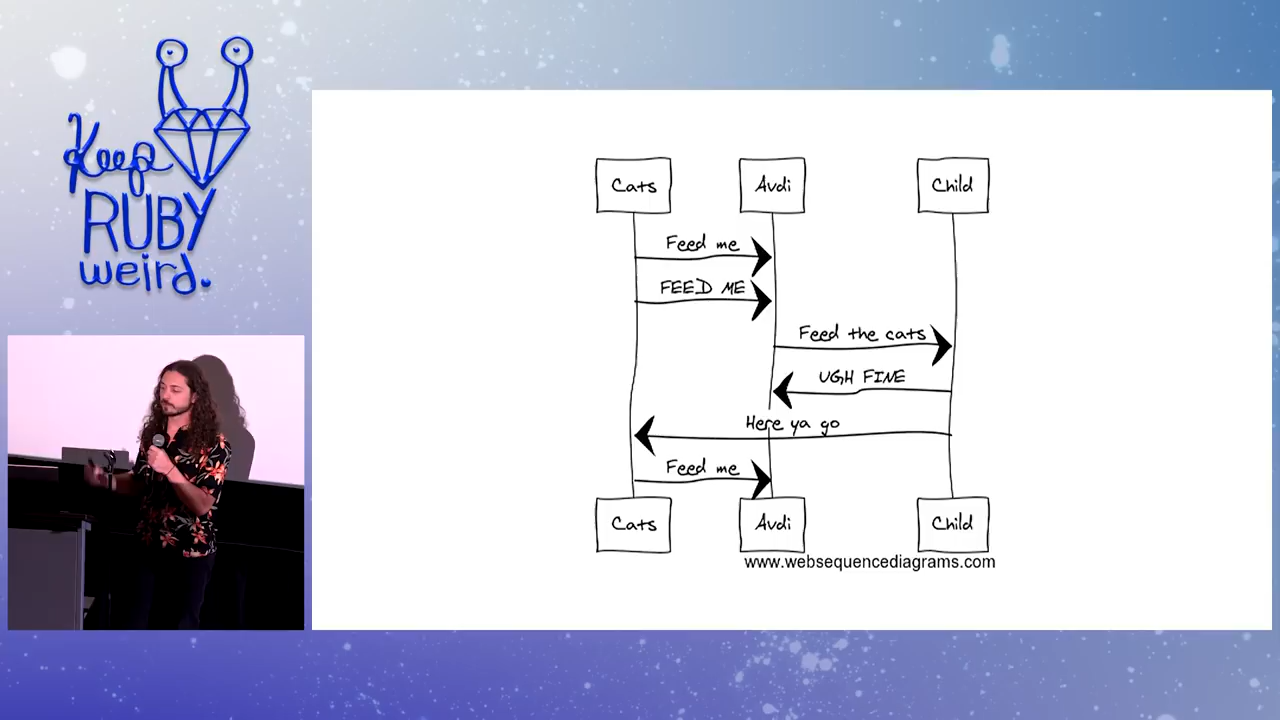 Keep
RUBY
weird.
Cats
Avdi
Child
Feed me
FEED ME
Feed the cats
UGH FINE
Here ya go
Feed me
Cats
Avdi
Child
www.websequencediagrams.com